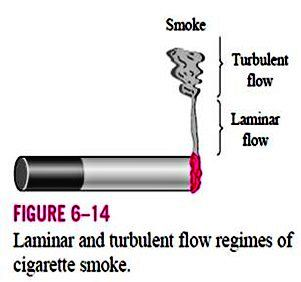 Smoke
Turbulent
flow
Laminar
flow
FIGURE 6–14
Laminar and turbulent flow regimes of
cigarette smoke.